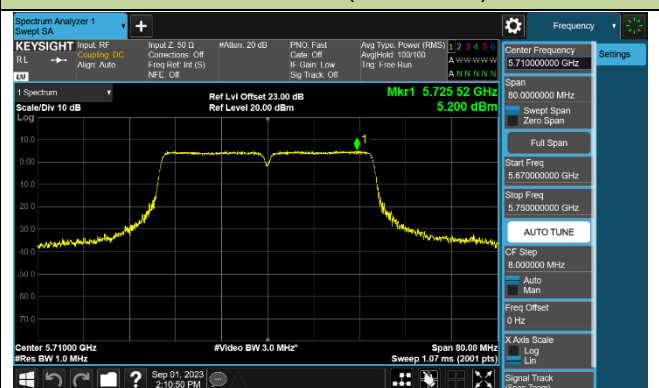 Spectrum Analyzer 1
Swept SA
Frequency
KEYSIGHT
Input: RF
Input Z: 50 Ω
#Atten: 20 dB
PNO: Fast
Avg Type: Power (RMS)
1 2 3 4 5 6
RL
Coupling: DC
Corrections: Off
Gate: Off
Avg|Hold: 100/100
A W W W W W
Align: Auto
Freq Ref: Int (S)
IF Gain: Low
Trig: Free Run
NFE: Off
Sig Track: Off
A N N N N N
LXI
1 Spectrum
Scale/Div 10 dB
Log
Ref Lvl Offset 23.00 dB
Ref Level 20.00 dBm
Mkr1 5.725 52 GHz
5.200 dBm
1
10.0
0.00
-10.0
-20.0
-30.0
-40.0
-50.0
-60.0
-70.0
Center 5.71000 GHz
#Video BW 3.0 MHz*
Span 80.00 MHz
#Res BW 1.0 MHz
Sweep 1.07 ms (2001 pts)
?
Sep 01, 2023
2:10:50 PM
Center Frequency
5.710000000 GHz
Settings
Span
80.0000000 MHz
Swept Span
Zero Span
Full Span
Start Freq
5.670000000 GHz
Stop Freq
5.750000000 GHz
AUTO TUNE
CF Step
8.000000 MHz
Auto
Man
Freq Offset
0 Hz
X Axis Scale
Log
Lin
Signal Track
(Span Zoom)